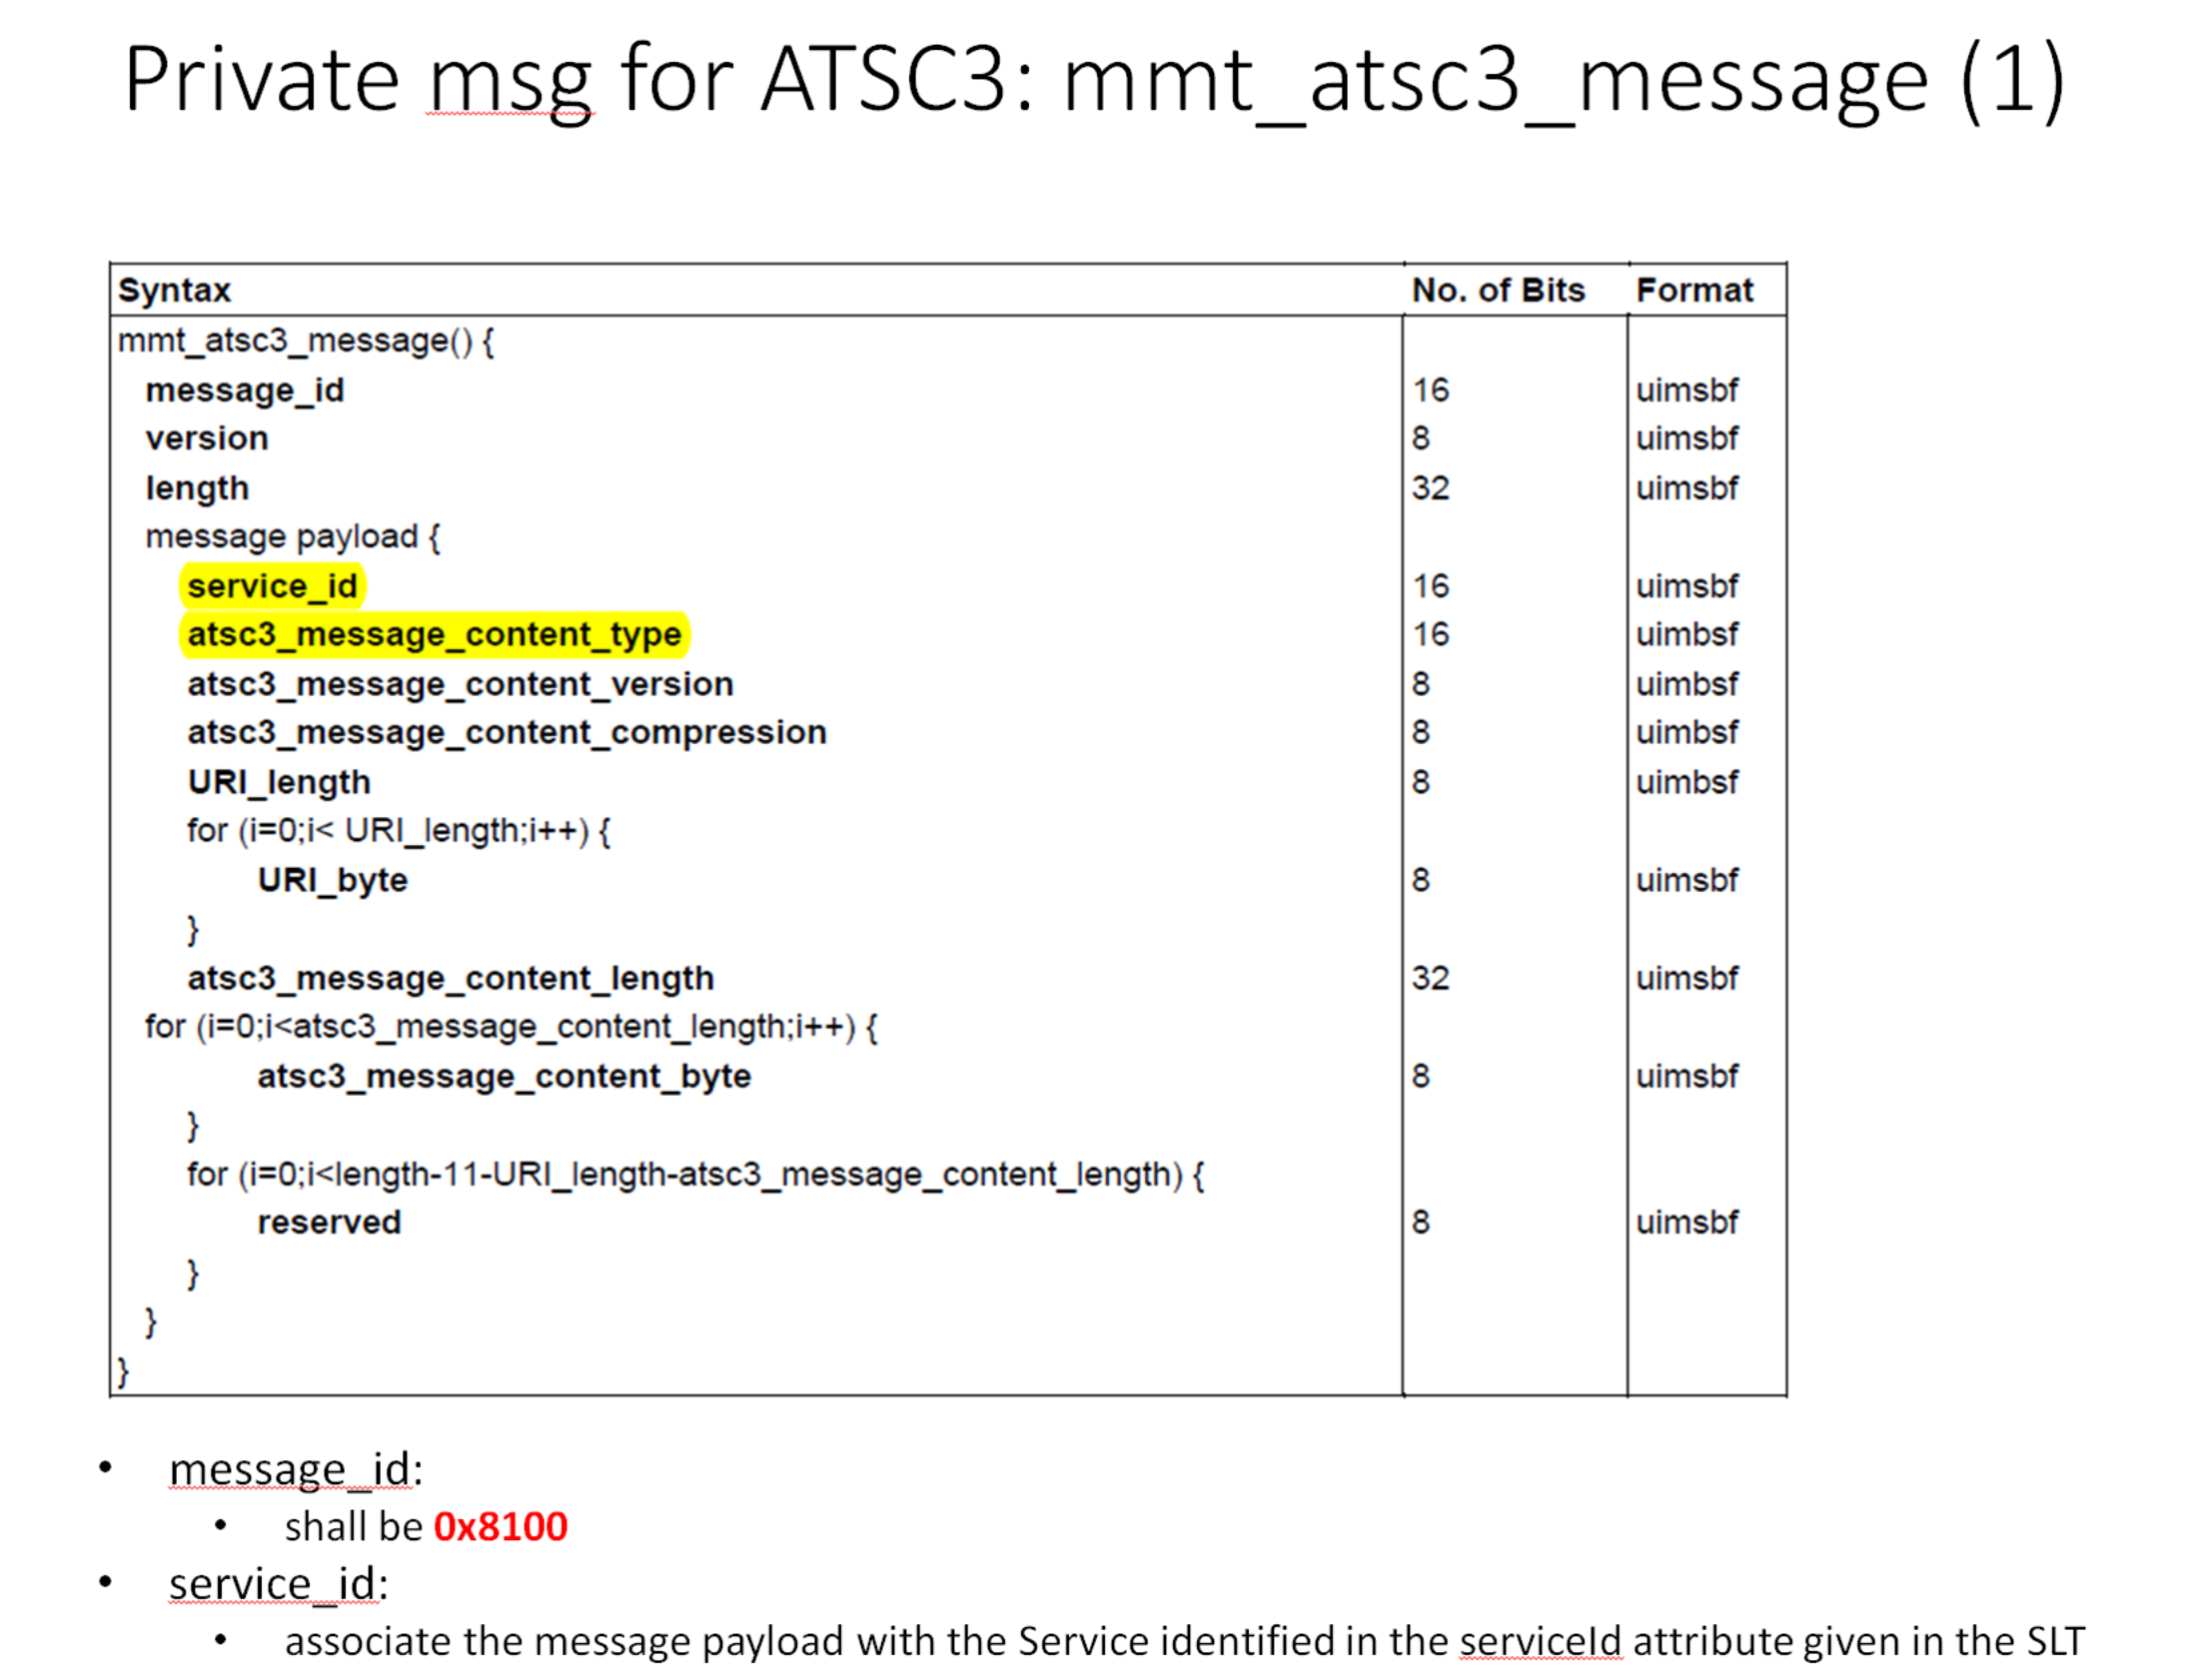 Private msg for ATSC3: mmt_atsc3_message (1)
Syntax No. of Bits Format
mmt_atsc3_message() {
message_id 16 uimsbf
version 8 uimsbf
length 32 uimsbf
message payload {
service_id 16 uimsbf
atsc3_message_content_type 16 uimbsf
atsc3_message_content_version 8 uimbsf
atsc3_message_content_compression 8 uimbsf
URI_length 8 uimbsf
for (i=0;i< URI_length;i++) {
URI_byte 8 uimsbf
}
atsc3_message_content_length 32 uimsbf
for (i=0;i<atsc3_message_content_length;i++) {
atsc3_message_content_byte 8 uimsbf
}
for (i=0;i<length-11-URI_length-atsc3_message_content_length) {
reserved 8 uimsbf
}
}
}
• message_id:
• shall be 0x8100
• service_id:
• associate the message payload with the Service identified in the serviceId attribute given in the SLT